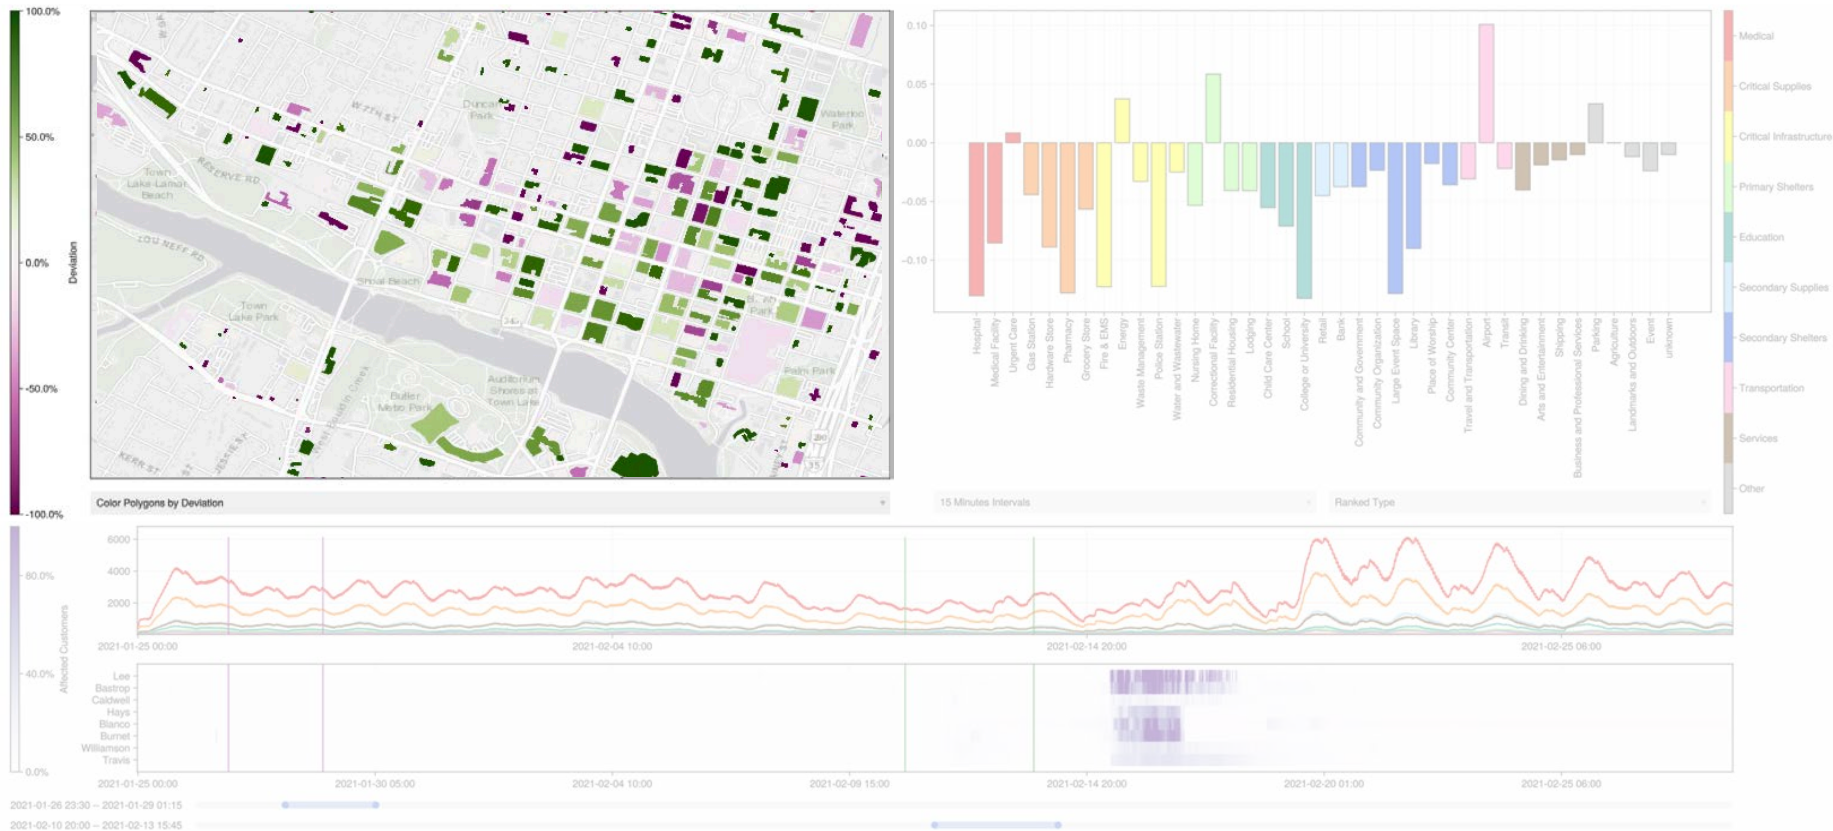 100.0%
50.0%
0.0%
-50.0%
-100.0%
Deviation
W 7TH ST
Duncan
Park
Waterloo
Park
RESERVE RD
Town
Lake-Lamar
Beach
LOU NEFF RD
Shoal Beach
Town
Lake Park
Butler
Metro Park
West Bouldin Creek
Auditorium
Shores at
Town Lake
Palm Park
KERR ST
JESSIE ST
Color Polygons by Deviation
0.10
0.05
0.00
−0.05
−0.10
Hospital
Medical Facility
Urgent Care
Gas Station
Hardware Store
Pharmacy
Grocery Store
Fire & EMS
Energy
Waste Management
Police Station
Water and Wastewater
Nursing Home
Correctional Facility
Residential Housing
Lodging
Child Care Center
School
College or University
Retail
Bank
Community and Government
Community Organization
Large Event Space
Library
Place of Worship
Community Center
Travel and Transportation
Airport
Transit
Dining and Drinking
Arts and Entertainment
Shipping
Business and Professional Services
Parking
Agriculture
Landmarks and Outdoors
Event
unknown
15 Minutes Intervals
Ranked Type
Medical
Critical Supplies
Critical Infrastructure
Primary Shelters
Education
Secondary Supplies
Secondary Shelters
Transportation
Services
Other
6000
4000
2000
2021-01-25 00:00
2021-02-04 10:00
2021-02-14 20:00
2021-02-25 06:00
80.0%
40.0%
0.0%
Affected Customers
Lee
Bastrop
Caldwell
Hays
Blanco
Burnet
Williamson
Travis
2021-01-25 00:00
2021-01-30 05:00
2021-02-04 10:00
2021-02-09 15:00
2021-02-14 20:00
2021-02-20 01:00
2021-02-25 06:00
2021-01-26 23:30 – 2021-01-29 01:15
2021-02-10 20:00 – 2021-02-13 15:45